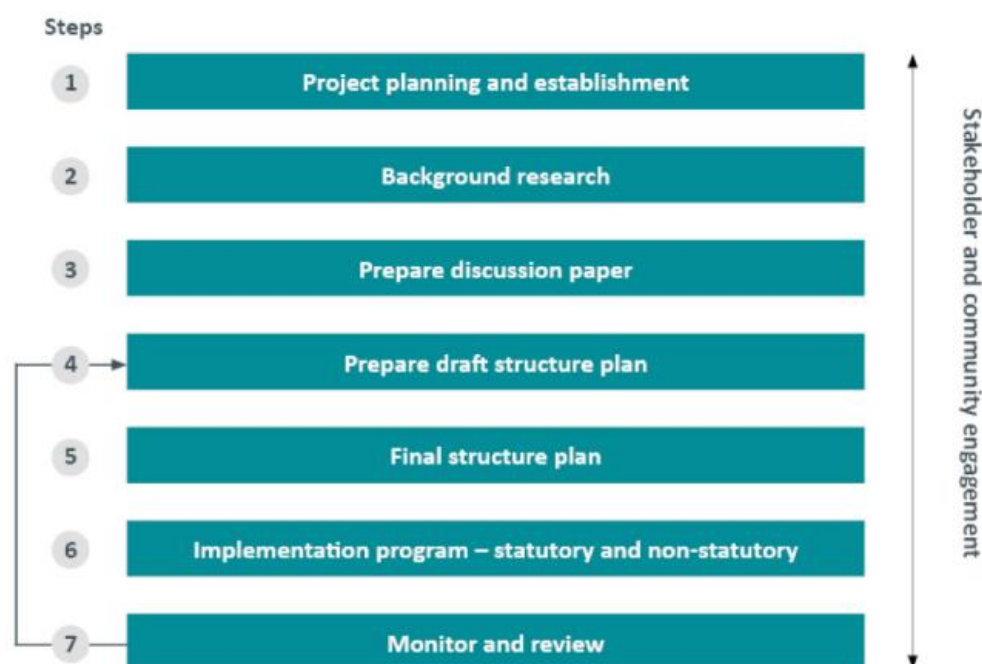 Steps
1
Project planning and establishment
2
Background research
3
Prepare discussion paper
4
Prepare draft structure plan
5
Final structure plan
6
Implementation program – statutory and non-statutory
7
Monitor and review
Stakeholder and community engagement